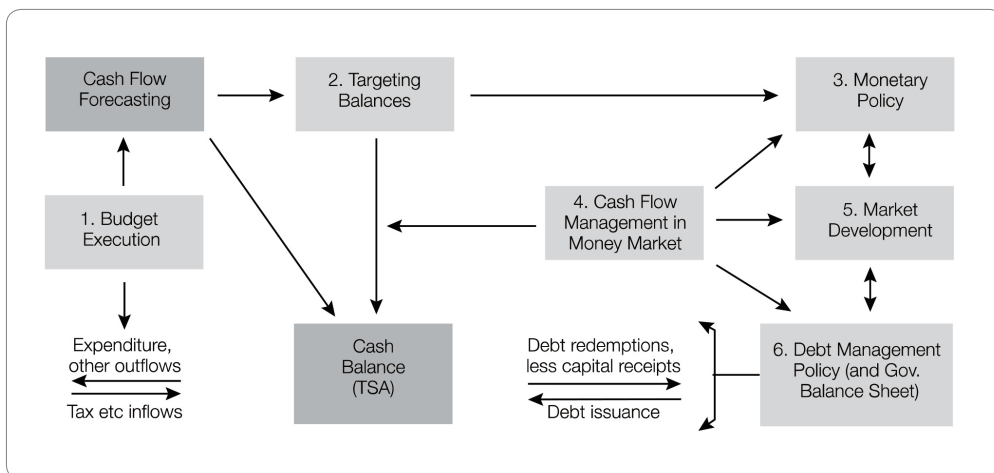 Cash Flow
Forecasting
2. Targeting
Balances
3. Monetary
Policy
1. Budget
Execution
4. Cash Flow
Management in
Money Market
5. Market
Development
Expenditure,
other outflows
Tax etc inflows
Cash
Balance
(TSA)
Debt redemptions,
less capital receipts
Debt issuance
6. Debt Management
Policy (and Gov.
Balance Sheet)